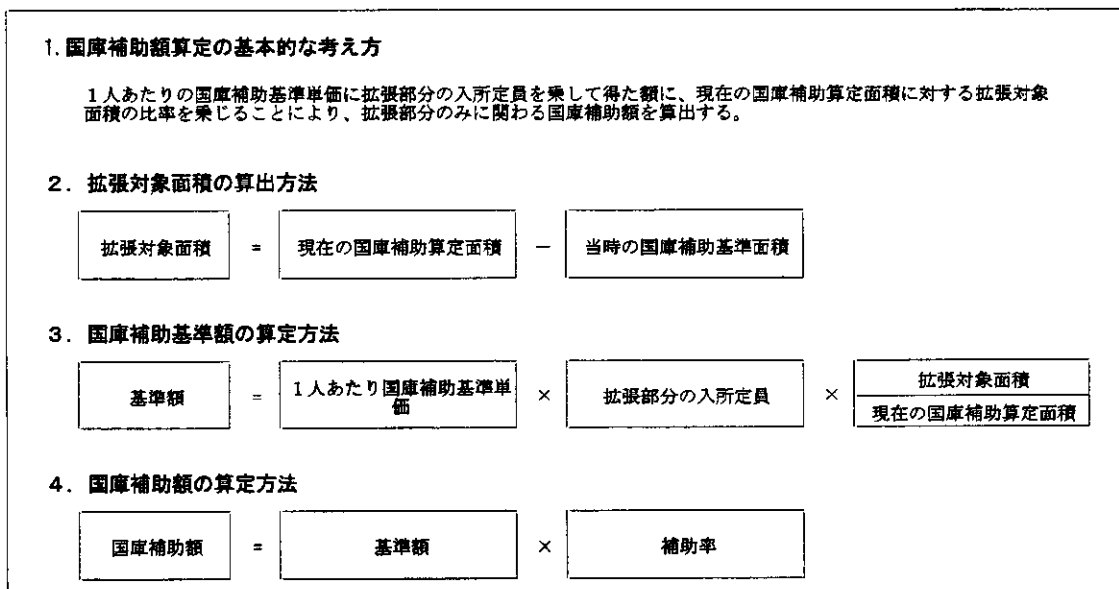 1.国庫補助額算定の基本的な考え方
1人あたりの国庫補助基準単価に拡張部分の入所定員を乗して得た額に、現在の国庫補助算定面積に対する拡張対象
面積の比率を乗じることにより、拡張部分のみに関わる国庫補助額を算出する。
2．拡張対象面積の算出方法
拡張対象面積 = 現在の国庫補助算定面積 − 当時の国庫補助基準面積
3．国庫補助基準額の算定方法
基準額 = 1人あたり国庫補助基準単
価 × 拡張部分の入所定員 × 拡張対象面積
現在の国庫補助算定面積
4．国庫補助額の算定方法
国庫補助額 = 基準額 × 補助率